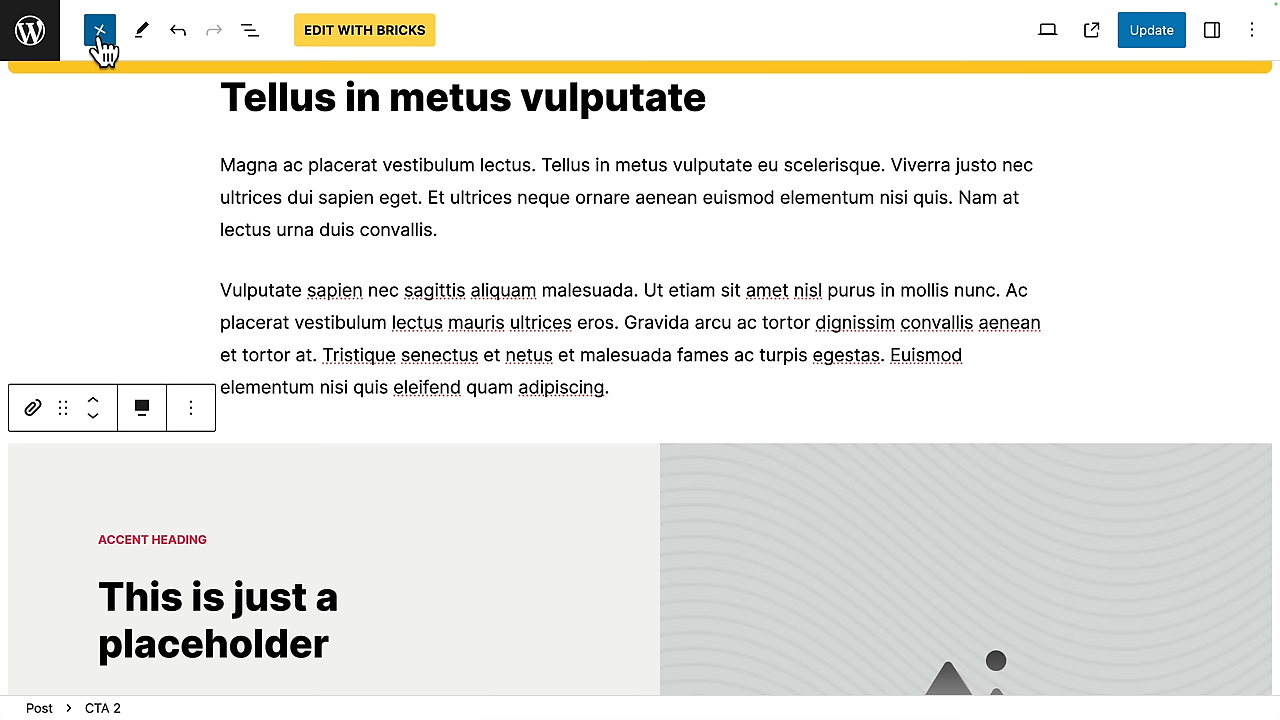 EDIT WITH BRICKS
Update
Tellus in metus vulputate
Magna ac placerat vestibulum lectus. Tellus in metus vulputate eu scelerisque. Viverra justo nec
ultrices dui sapien eget. Et ultrices neque ornare aenean euismod elementum nisi quis. Nam at
lectus urna duis convallis.
Vulputate sapien nec sagittis aliquam malesuada. Ut etiam sit amet nisl purus in mollis nunc. Ac
placerat vestibulum lectus mauris ultrices eros. Gravida arcu ac tortor dignissim convallis aenean
et tortor at. Tristique senectus et netus et malesuada fames ac turpis egestas. Euismod
elementum nisi quis eleifend quam adipiscing.
ACCENT HEADING
This is just a
placeholder
Post > CTA 2